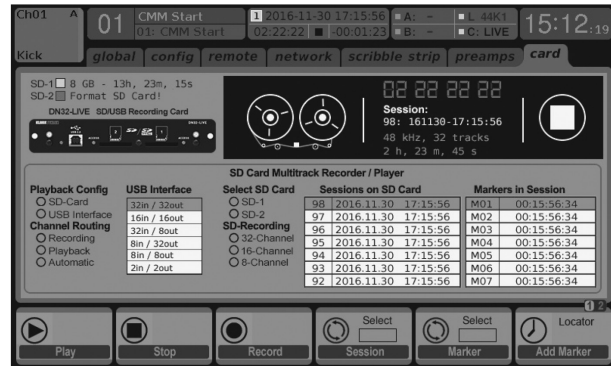 Ch01 A
Kick
01
CMM Start
01: CMM Start
1 2016-11-30 17:15:56
02:22:22 -00:01:23
A: -
B: -
L 44K1
C: LIVE
15:12:19
global config remote network scribble strip preamps card
SD-1 8 GB - 13h, 23m, 15s
SD-2 Format SD Card!
DN32-LIVE SD/USB Recording Card
22 22 22 22
Session:
98: 161130-17:15:56
48 kHz, 32 tracks
2 h, 23 m, 45 s
SD Card Multitrack Recorder / Player
Playback Config
SD-Card
USB Interface
Channel Routing
Recording
Playback
Automatic
USB Interface
32in / 32out
16in / 16out
32in / 8out
8in / 32out
8in / 8out
2in / 2out
Select SD Card
SD-1
SD-2
SD-Recording
32-Channel
16-Channel
8-Channel
Sessions on SD Card
98 2016.11.30 17:15:56
97 2016.11.30 17:15:56
96 2016.11.30 17:15:56
95 2016.11.30 17:15:56
94 2016.11.30 17:15:56
93 2016.11.30 17:15:56
92 2016.11.30 17:15:56
Markers in Session
M01 00:15:56:34
M02 00:15:56:34
M03 00:15:56:34
M04 00:15:56:34
M05 00:15:56:34
M06 00:15:56:34
M07 00:15:56:34
1 2
Play
Stop
Record
Select
Session
Select
Marker
Locator
Add Marker